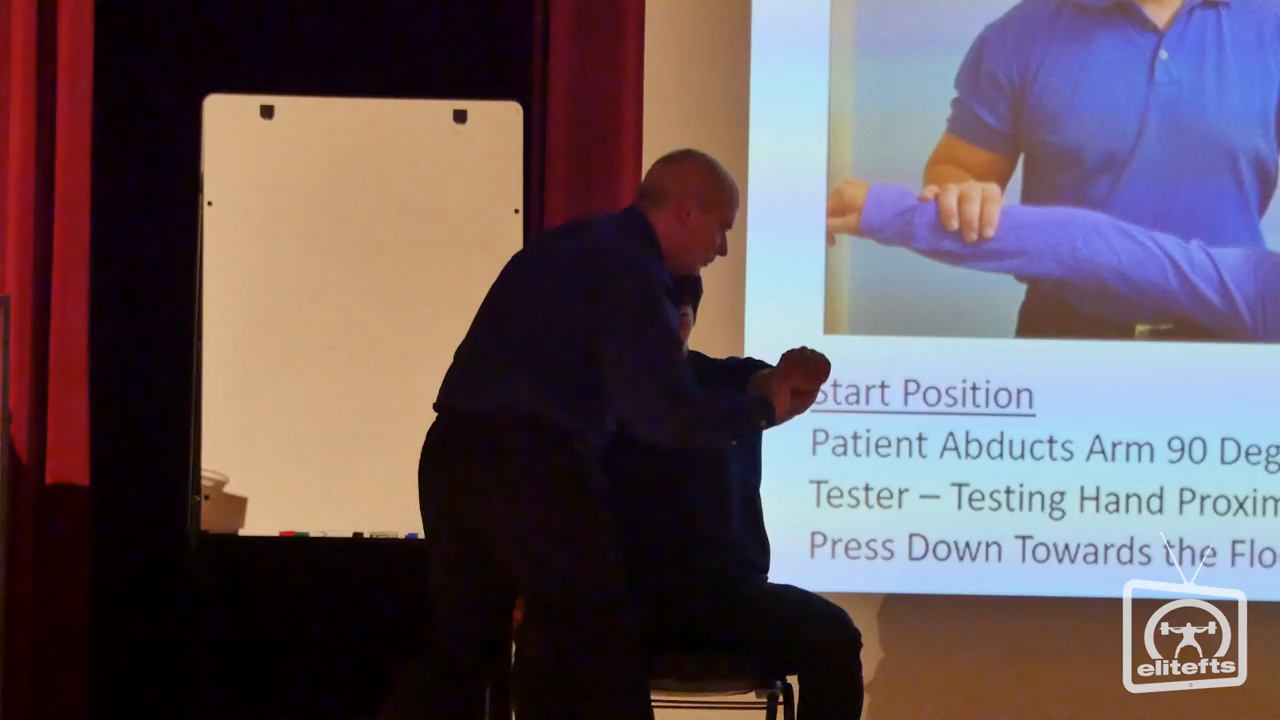 Start Position
Patient Abducts Arm 90 Deg
Tester – Testing Hand Proxim
Press Down Towards the Flo
elitefts